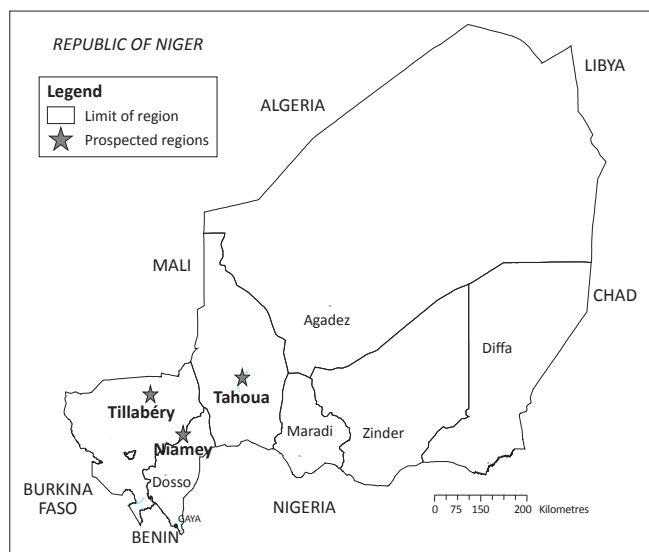 REPUBLIC OF NIGER
Legend
Limit of region
Prospected regions
LIBYA
ALGERIA
MALI
CHAD
Agadez
Diffa
Tahoua
Tillabéry
Maradi
Zinder
Niamey
Dosso
BURKINA
FASO
NIGERIA
GAYA
BENIN
0 75 150 200 Kilometres